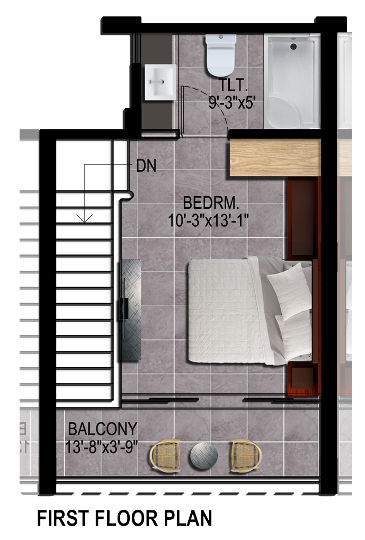 TLT.
9'-3"x5'
DN
BEDRM.
10'-3"x13'-1"
BALCONY
13'-8"x3'-9"
FIRST FLOOR PLAN